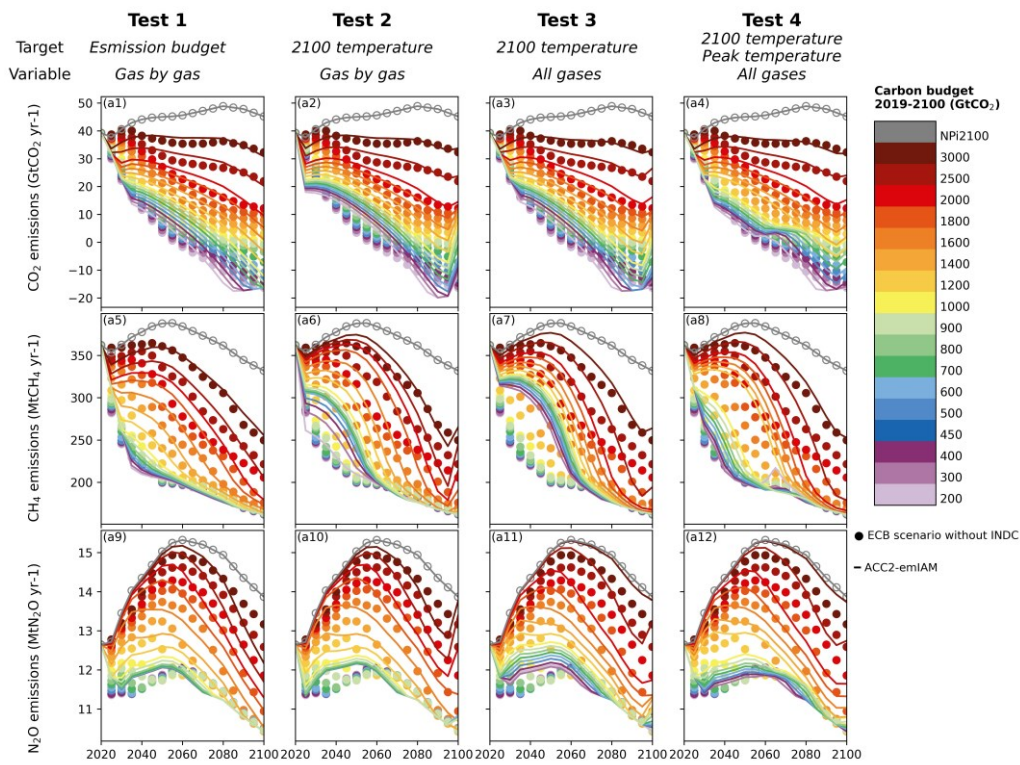 Test 1 Test 2 Test 3 Test 4
Target Esmission budget 2100 temperature 2100 temperature 2100 temperature
Peak temperature
Variable Gas by gas Gas by gas All gases All gases
Carbon budget
2019-2100 (GtCO₂)
NPi2100
3000
2500
2000
1800
1600
1400
1200
1000
900
800
700
600
500
450
400
300
200
ECB scenario without INDC
ACC2-emIAM
CO₂ emissions (GtCO₂ yr-1)
50
40
30
20
10
0
−10
−20
(a1) (a2) (a3) (a4)
CH₄ emissions (MtCH₄ yr-1)
350
300
250
200
(a5) (a6) (a7) (a8)
N₂O emissions (MtN₂O yr-1)
15
14
13
12
11
(a9) (a10) (a11) (a12)
2020 2040 2060 2080 2100 2020 2040 2060 2080 2100 2020 2040 2060 2080 2100 2020 2040 2060 2080 2100